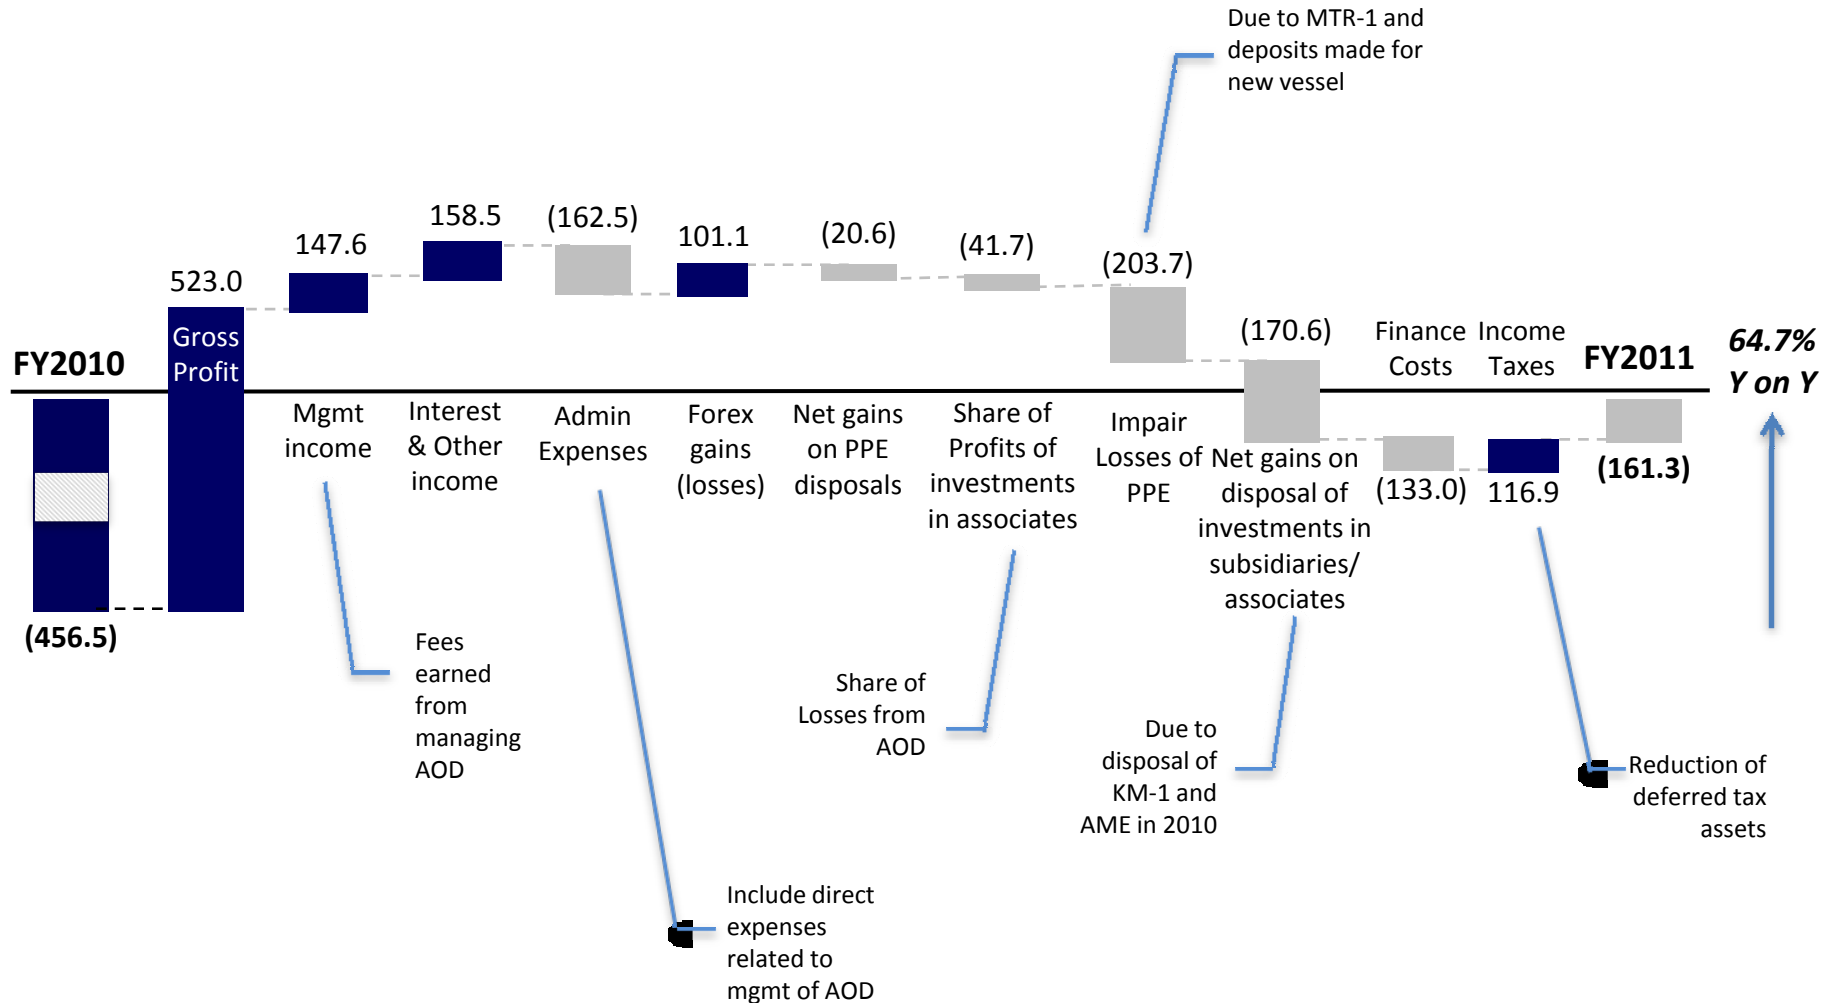 Due to MTR-1 and
deposits made for
new vessel
523.0
147.6
158.5
(162.5)
101.1
(20.6)
(41.7)
(203.7)
(170.6)
FY2010
Gross
Profit
Finance
Costs
Income
Taxes
FY2011
64.7%
Y on Y
Mgmt
income
Interest
& Other
income
Admin
Expenses
Forex
gains
(losses)
Net gains
on PPE
disposals
Share of
Profits of
investments
in associates
Impair
Losses of
PPE
Net gains on
disposal of
investments in
subsidiaries/
associates
(133.0)
116.9
(161.3)
(456.5)
Fees
earned
from
managing
AOD
Share of
Losses from
AOD
Due to
disposal of
KM-1 and
AME in 2010
Reduction of
deferred tax
assets
Include direct
expenses
related to
mgmt of AOD